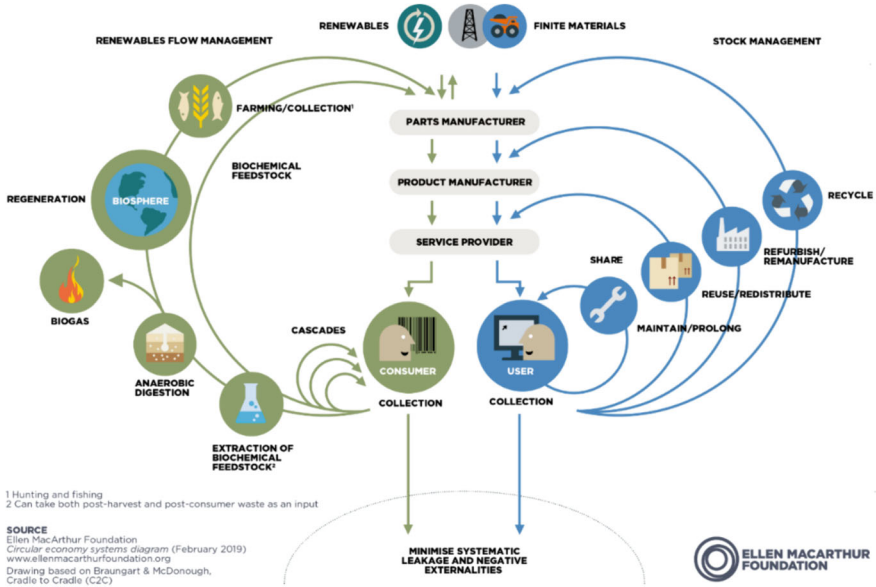 RENEWABLES
FINITE MATERIALS
RENEWABLES FLOW MANAGEMENT
STOCK MANAGEMENT
FARMING/COLLECTION¹
PARTS MANUFACTURER
BIOCHEMICAL
FEEDSTOCK
PRODUCT MANUFACTURER
REGENERATION
BIOSPHERE
RECYCLE
SERVICE PROVIDER
SHARE
REFURBISH/
REMANUFACTURE
REUSE/REDISTRIBUTE
BIOGAS
CASCADES
MAINTAIN/PROLONG
CONSUMER
USER
ANAEROBIC
DIGESTION
COLLECTION
COLLECTION
EXTRACTION OF
BIOCHEMICAL
FEEDSTOCK²
1 Hunting and fishing
2 Can take both post-harvest and post-consumer waste as an input
SOURCE
Ellen MacArthur Foundation
Circular economy systems diagram (February 2019)
www.ellenmacarthurfoundation.org
Drawing based on Braungart & McDonough,
Cradle to Cradle (C2C)
MINIMISE SYSTEMATIC
LEAKAGE AND NEGATIVE
EXTERNALITIES
ELLEN MACARTHUR
FOUNDATION